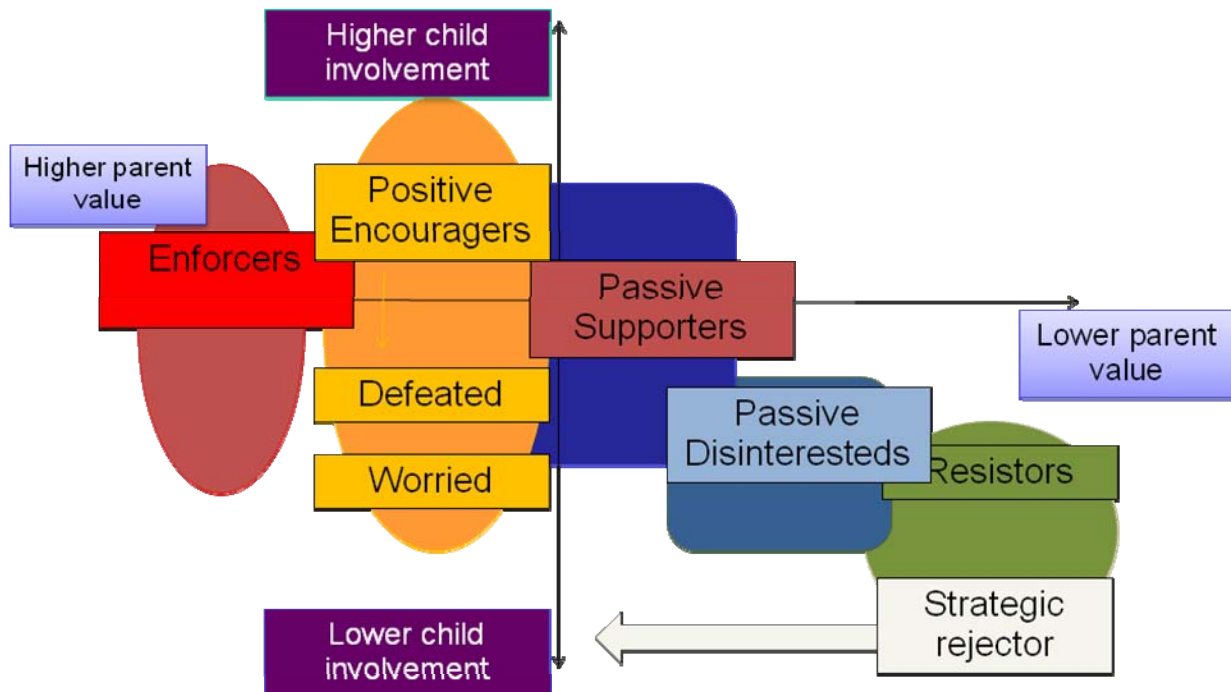 Higher child
involvement
Higher parent
value
Positive
Encouragers
Enforcers
Passive
Supporters
Lower parent
value
Defeated
Passive
Disinteresteds
Worried
Resistors
Strategic
rejector
Lower child
involvement